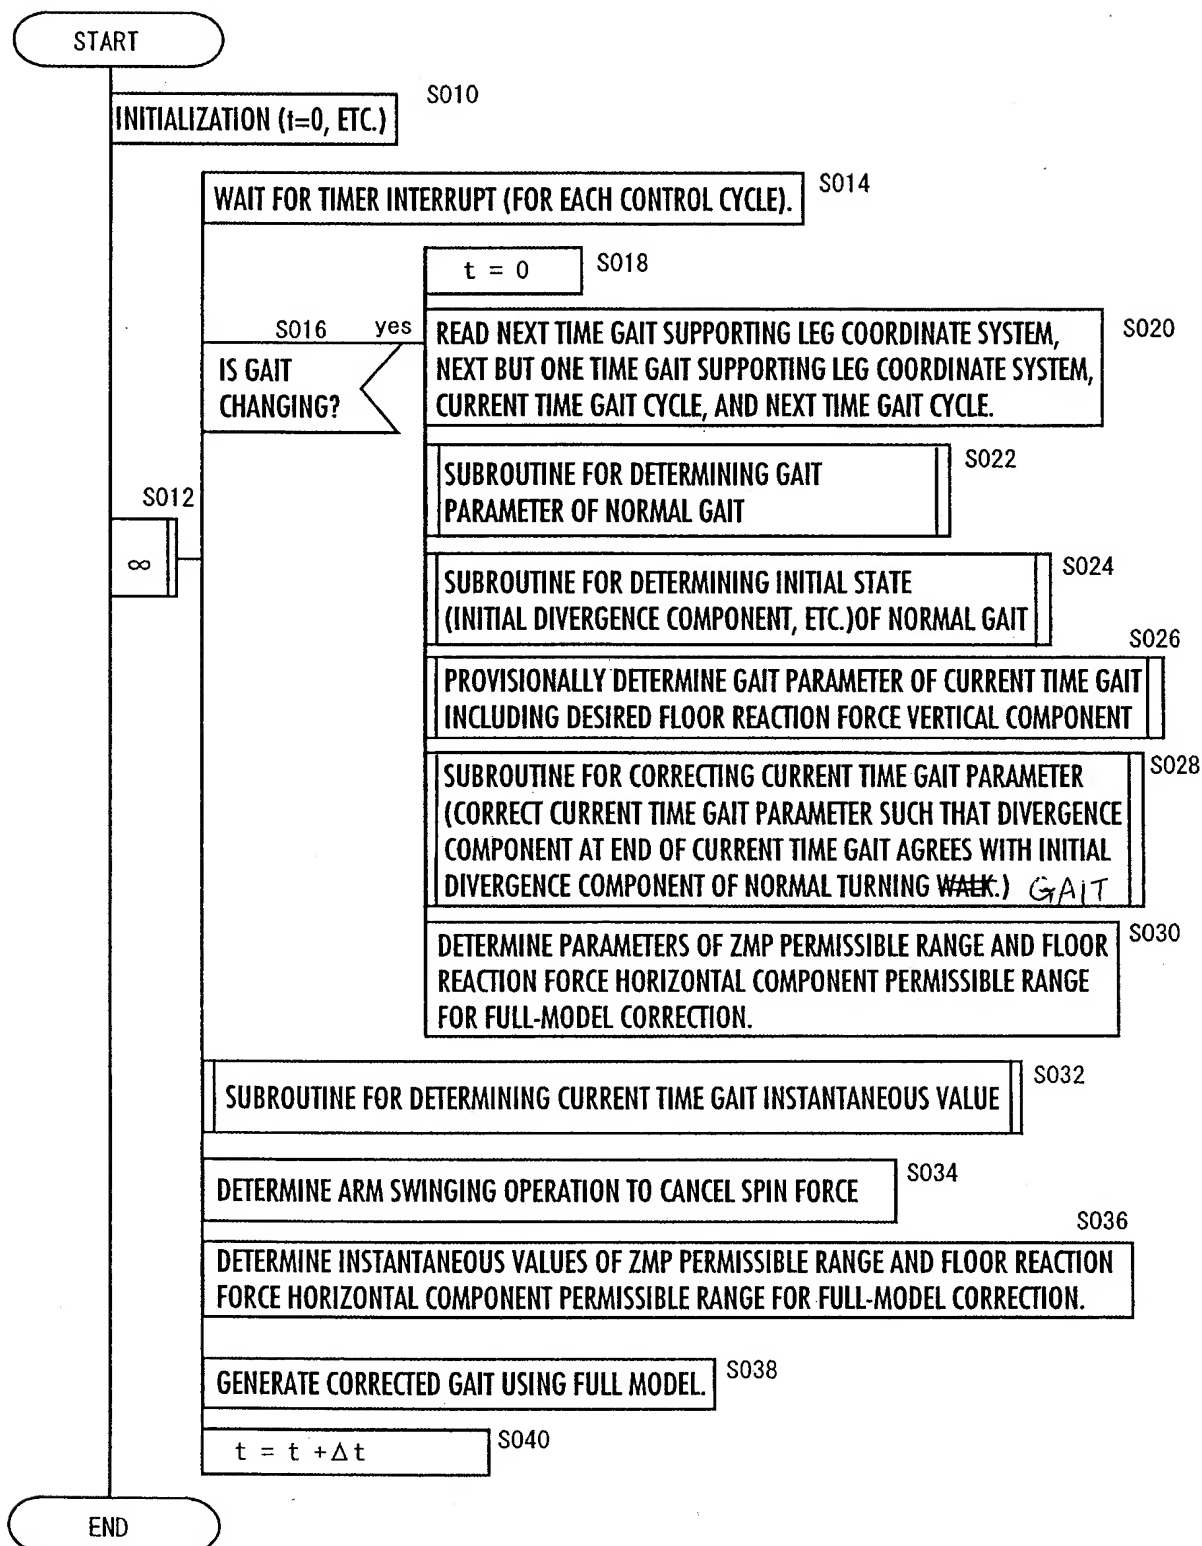 START
S010
INITIALIZATION (t=0, ETC.)
S014
WAIT FOR TIMER INTERRUPT (FOR EACH CONTROL CYCLE).
t = 0
S018
S016 yes
IS GAIT
CHANGING?
READ NEXT TIME GAIT SUPPORTING LEG COORDINATE SYSTEM,
NEXT BUT ONE TIME GAIT SUPPORTING LEG COORDINATE SYSTEM,
CURRENT TIME GAIT CYCLE, AND NEXT TIME GAIT CYCLE.
S020
SUBROUTINE FOR DETERMINING GAIT
PARAMETER OF NORMAL GAIT
S022
S012
∞
SUBROUTINE FOR DETERMINING INITIAL STATE
(INITIAL DIVERGENCE COMPONENT, ETC.)OF NORMAL GAIT
S024
S026
PROVISIONALLY DETERMINE GAIT PARAMETER OF CURRENT TIME GAIT
INCLUDING DESIRED FLOOR REACTION FORCE VERTICAL COMPONENT
S028
SUBROUTINE FOR CORRECTING CURRENT TIME GAIT PARAMETER
(CORRECT CURRENT TIME GAIT PARAMETER SUCH THAT DIVERGENCE
COMPONENT AT END OF CURRENT TIME GAIT AGREES WITH INITIAL
DIVERGENCE COMPONENT OF NORMAL TURNING WALK.) GAIT
S030
DETERMINE PARAMETERS OF ZMP PERMISSIBLE RANGE AND FLOOR
REACTION FORCE HORIZONTAL COMPONENT PERMISSIBLE RANGE
FOR FULL-MODEL CORRECTION.
S032
SUBROUTINE FOR DETERMINING CURRENT TIME GAIT INSTANTANEOUS VALUE
S034
DETERMINE ARM SWINGING OPERATION TO CANCEL SPIN FORCE
S036
DETERMINE INSTANTANEOUS VALUES OF ZMP PERMISSIBLE RANGE AND FLOOR REACTION
FORCE HORIZONTAL COMPONENT PERMISSIBLE RANGE FOR FULL-MODEL CORRECTION.
S038
GENERATE CORRECTED GAIT USING FULL MODEL.
S040
t = t +Δt
END